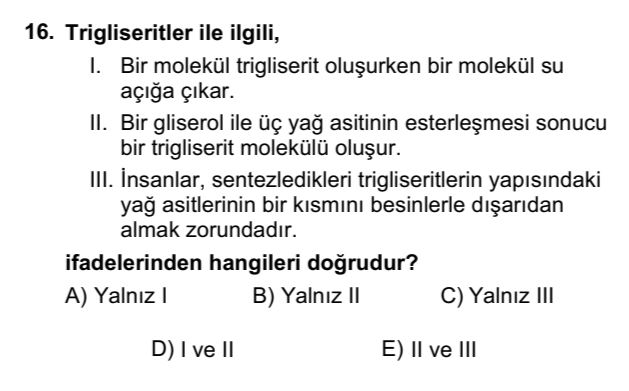 16. Trigliseritler ile ilgili,
I. Bir molekül trigliserit oluşurken bir molekül su
açığa çıkar.
II. Bir gliserol ile üç yağ asitinin esterleşmesi sonucu
bir trigliserit molekülü oluşur.
III. İnsanlar, sentezledikleri trigliseritlerin yapısındaki
yağ asitlerinin bir kısmını besinlerle dışarıdan
almak zorundadır.
ifadelerinden hangileri doğrudur?
A) Yalnız I B) Yalnız II C) Yalnız III
D) I ve II E) II ve III